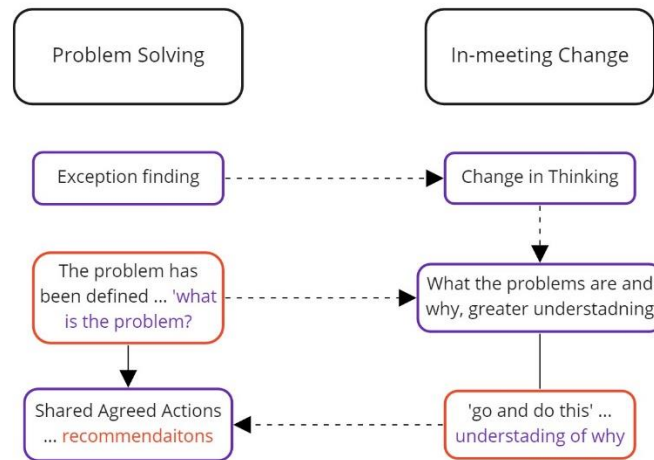 Problem Solving
In-meeting Change
Exception finding
Change in Thinking
The problem has
been defined ... 'what
is the problem?
What the problems are and
why, greater understadning
Shared Agreed Actions
... recommendaitons
'go and do this' ...
understading of why